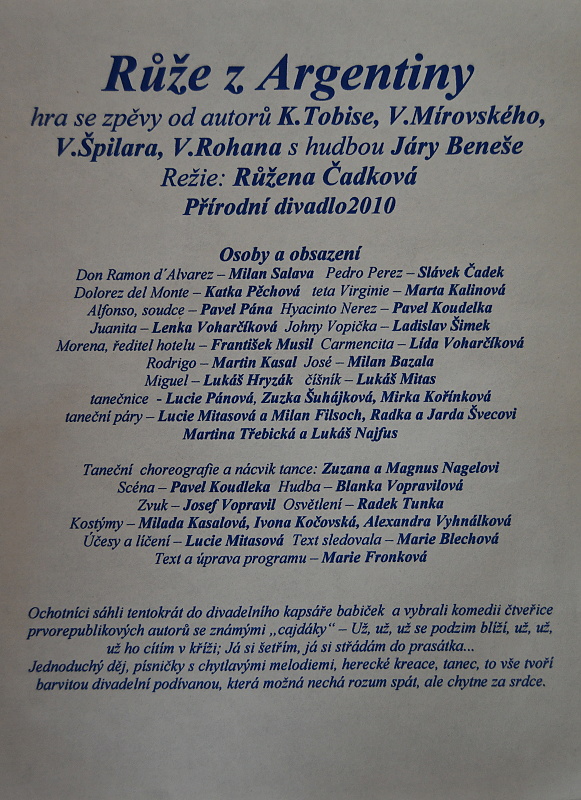 Růže z Argentiny
hra se zpěvy od autorů K.Tobise, V.Mírovského,
V.Špilara, V.Rohana s hudbou Járy Beneše
Režie: Růžena Čadková
Přírodní divadlo2010
Osoby a obsazení
Don Ramon d´Alvarez – Milan Salava Pedro Perez – Slávek Čadek
Dolorez del Monte – Katka Pěchová teta Virginie – Marta Kalinová
Alfonso, soudce – Pavel Pána Hyacinto Nerez – Pavel Koudelka
Juanita – Lenka Voharčíková Johny Vopička – Ladislav Šimek
Morena, ředitel hotelu – František Musil Carmencita – Lída Voharčíková
Rodrigo – Martin Kasal José – Milan Bazala
Miguel – Lukáš Hryzák číšník – Lukáš Mitas
tanečnice - Lucie Pánová, Zuzka Šuhájková, Mirka Kořínková
taneční páry – Lucie Mitasová a Milan Filsoch, Radka a Jarda Švecovi
Martina Třebická a Lukáš Najfus
Taneční choreografie a nácvik tance: Zuzana a Magnus Nagelovi
Scéna – Pavel Koudleka Hudba – Blanka Vopravilová
Zvuk – Josef Vopravil Osvětlení – Radek Tunka
Kostýmy – Milada Kasalová, Ivona Kočovská, Alexandra Vyhnálková
Účesy a líčení – Lucie Mitasová Text sledovala – Marie Blechová
Text a úprava programu – Marie Fronková
Ochotníci sáhli tentokrát do divadelního kapsáře babiček a vybrali komedii čtveřice
prvorepublikových autorů se známými „cajdáky“ – Už, už, už se podzim blíží, už, už,
už ho cítím v kříži; Já si šetřím, já si střádám do prasátka...
Jednoduchý děj, písničky s chytlavými melodiemi, herecké kreace, tanec, to vše tvoří
barvitou divadelní podívanou, která možná nechá rozum spát, ale chytne za srdce.